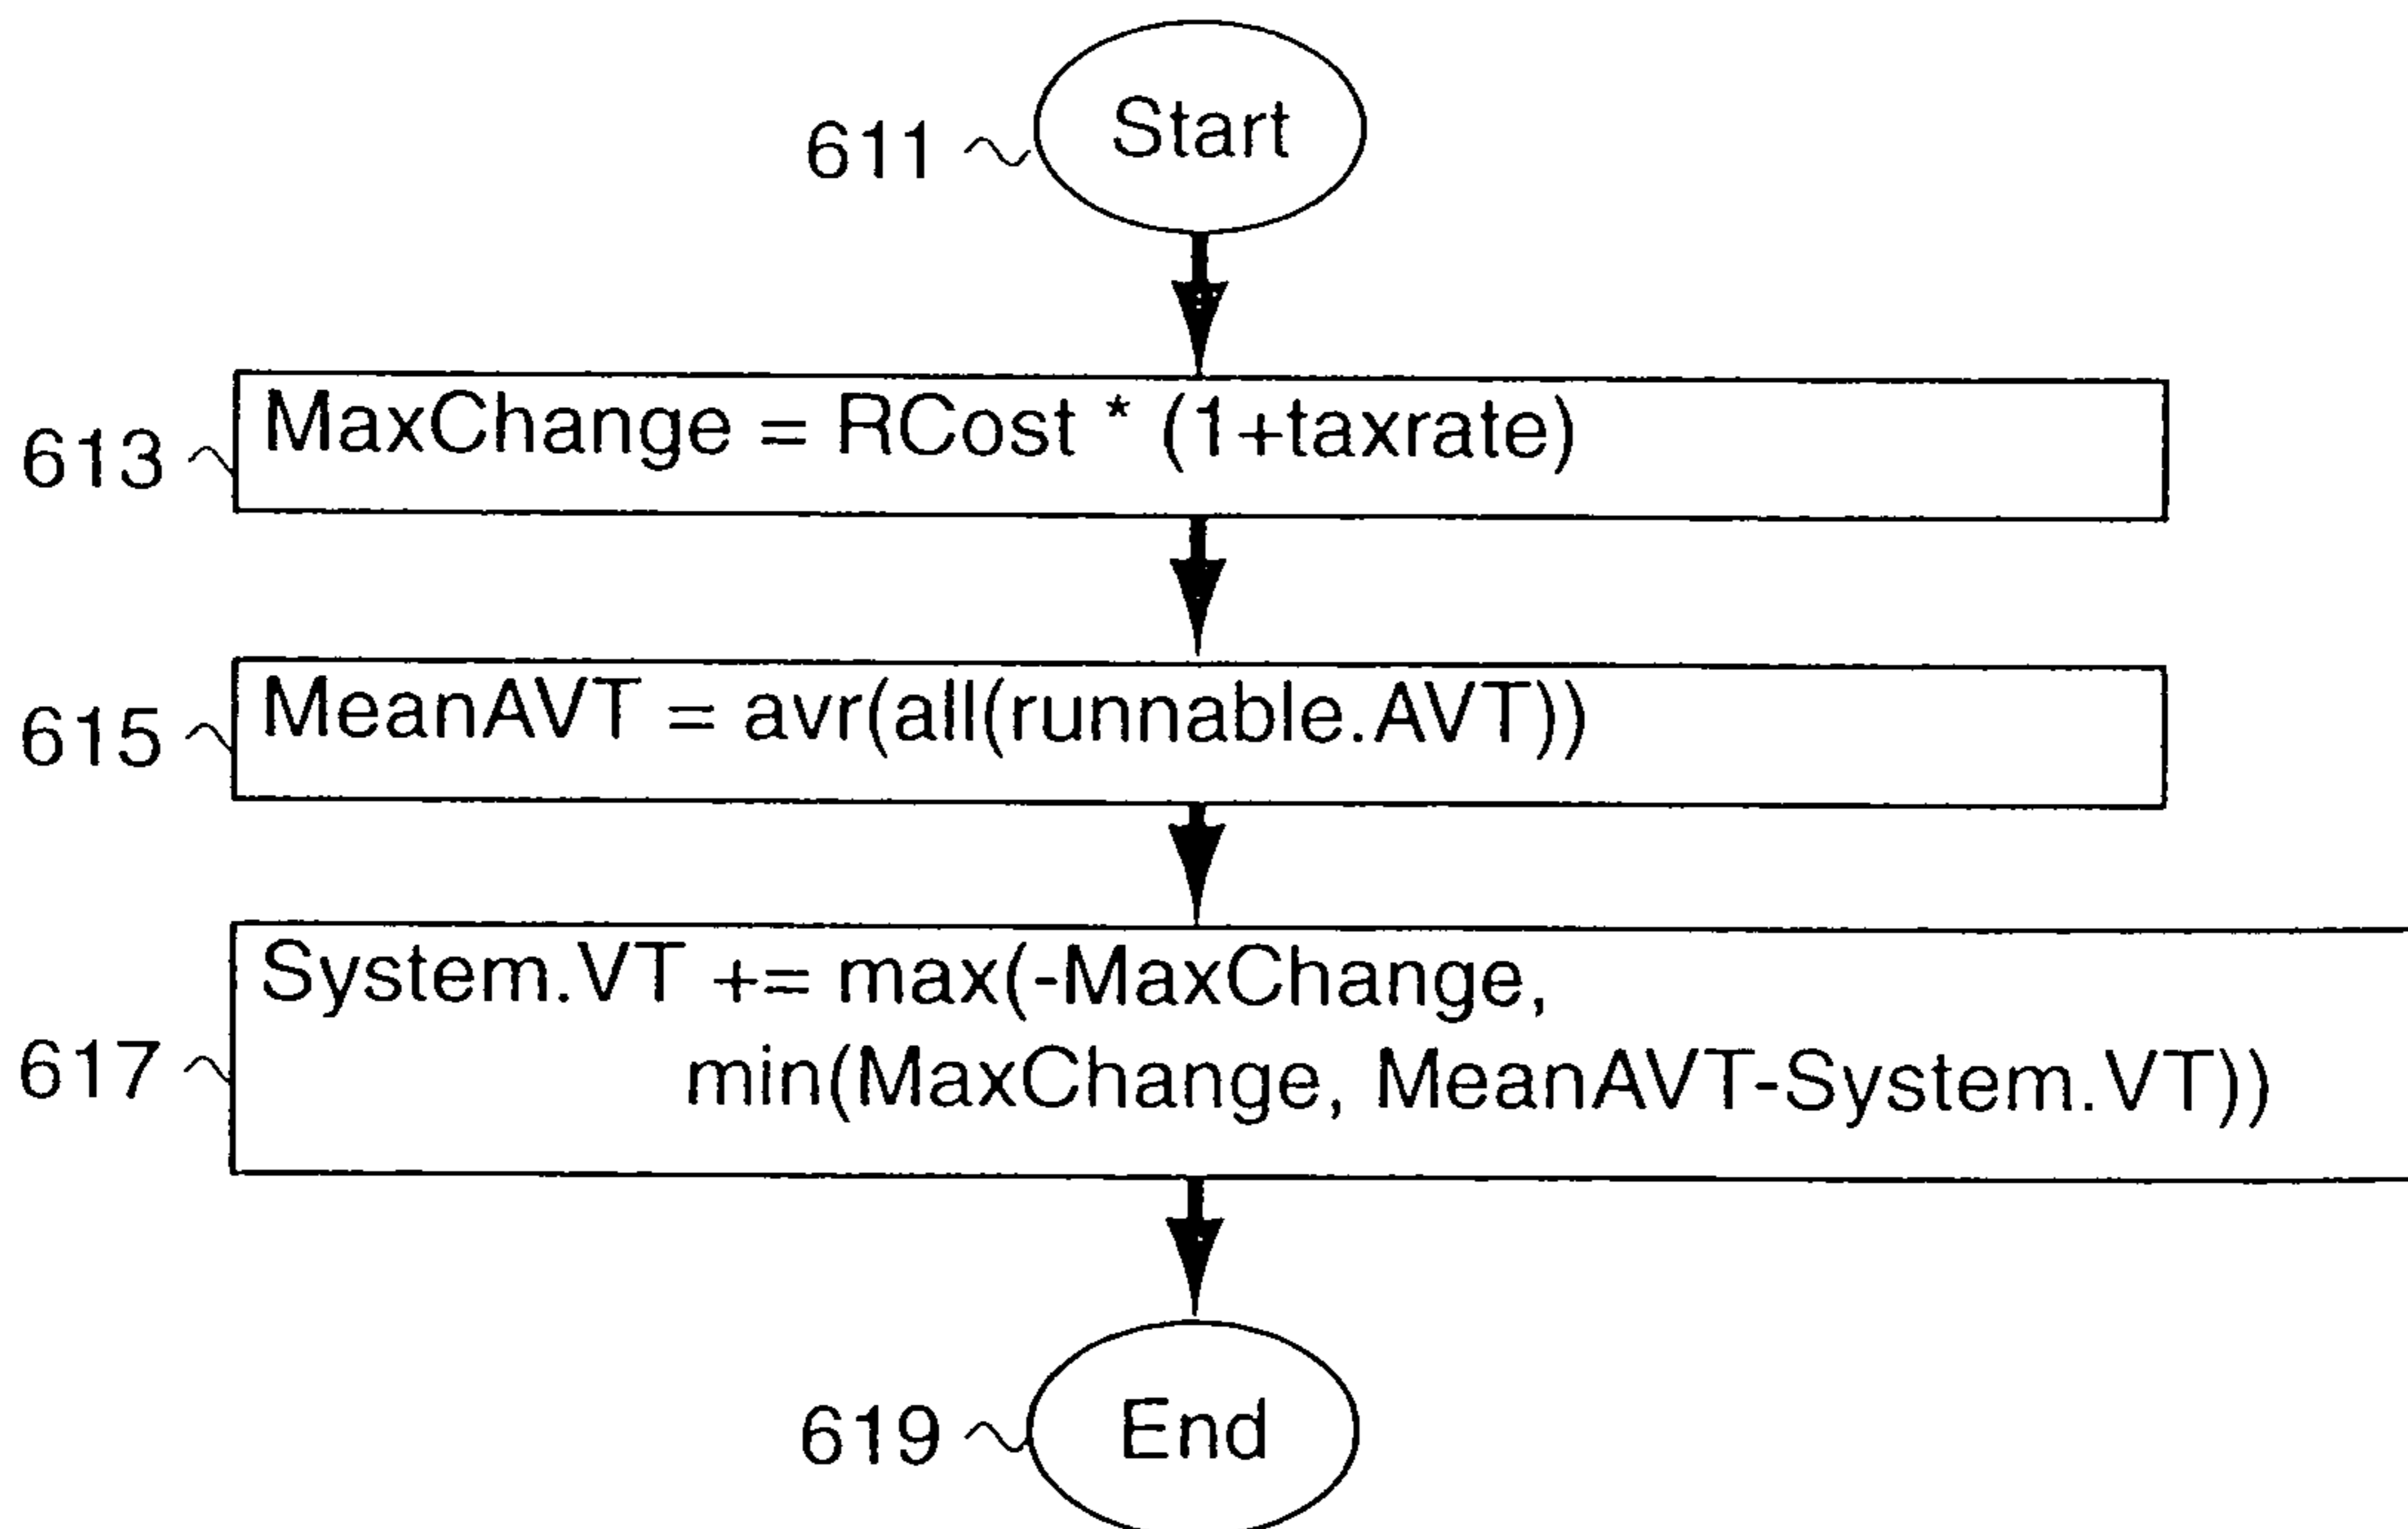 611 Start
613 MaxChange = RCost * (1+taxrate)
615 MeanAVT = avr(all(runnable.AVT))
System.VT += max(-MaxChange,
617 min(MaxChange, MeanAVT-System.VT))
619 End